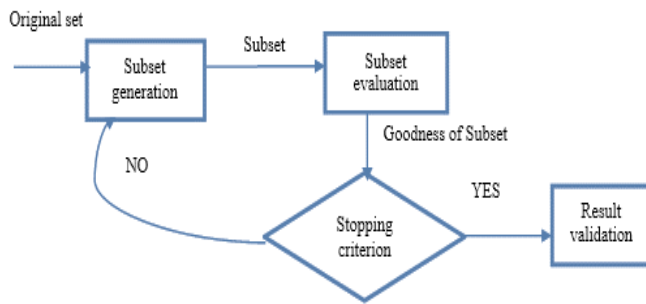 Original set
Subset
generation
Subset
Subset
evaluation
Goodness of Subset
NO
Stopping
criterion
YES
Result
validation